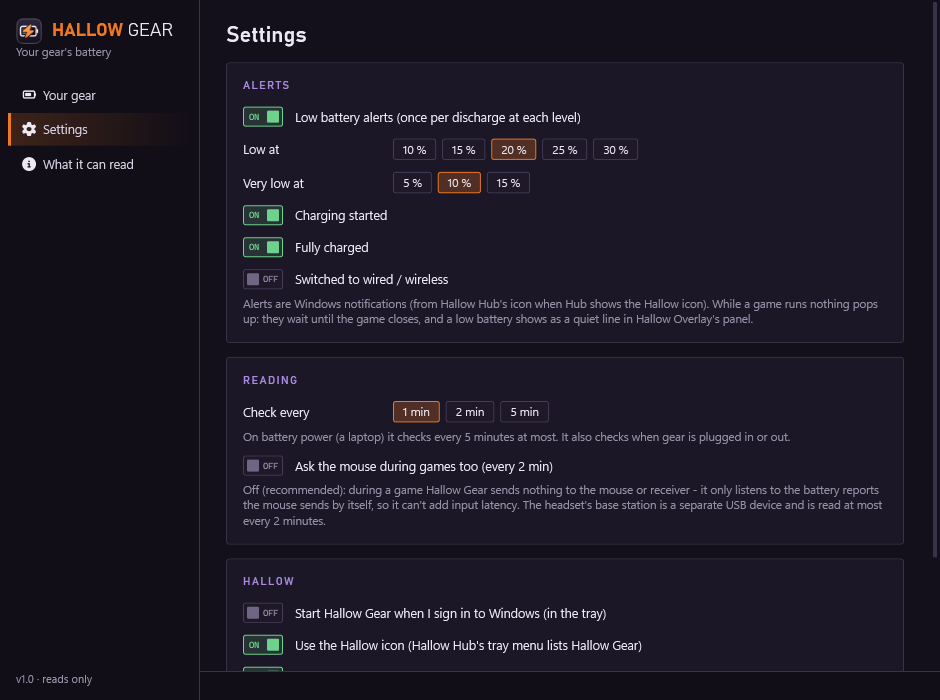 HALLOW GEAR
Your gear's battery
Your gear
Settings
What it can read
v1.0 · reads only
Settings
ALERTS
ON Low battery alerts (once per discharge at each level)
Low at 10 % 15 % 20 % 25 % 30 %
Very low at 5 % 10 % 15 %
ON Charging started
ON Fully charged
OFF Switched to wired / wireless
Alerts are Windows notifications (from Hallow Hub's icon when Hub shows the Hallow icon). While a game runs nothing pops
up: they wait until the game closes, and a low battery shows as a quiet line in Hallow Overlay's panel.
READING
Check every 1 min 2 min 5 min
On battery power (a laptop) it checks every 5 minutes at most. It also checks when gear is plugged in or out.
OFF Ask the mouse during games too (every 2 min)
Off (recommended): during a game Hallow Gear sends nothing to the mouse or receiver - it only listens to the battery reports
the mouse sends by itself, so it can't add input latency. The headset's base station is a separate USB device and is read at most
every 2 minutes.
HALLOW
OFF Start Hallow Gear when I sign in to Windows (in the tray)
ON Use the Hallow icon (Hallow Hub's tray menu lists Hallow Gear)